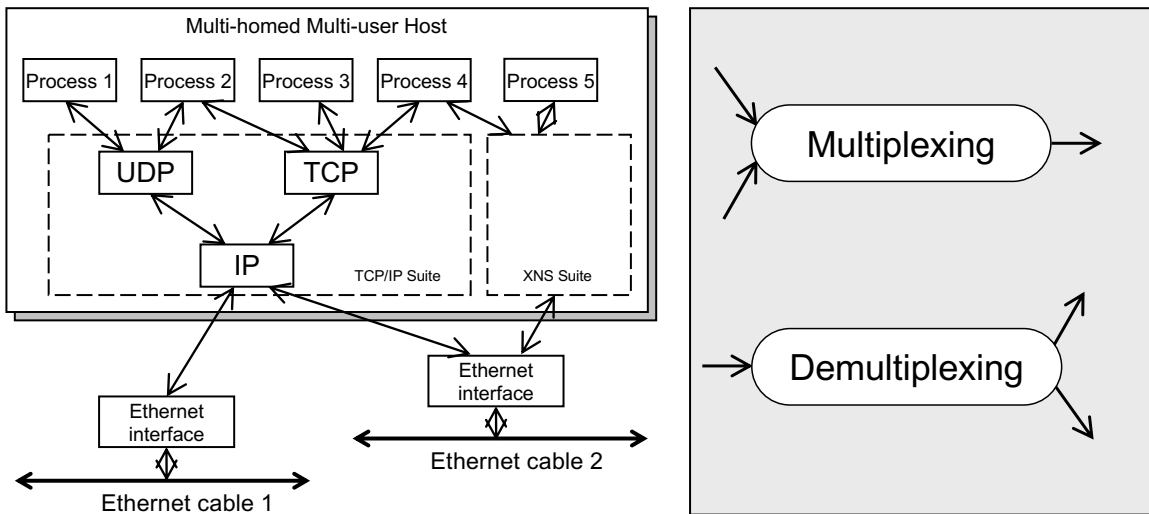 Multi-homed Multi-user Host
Process 1
Process 2
Process 3
Process 4
Process 5
UDP
TCP
IP
TCP/IP Suite
XNS Suite
Ethernet
interface
Ethernet cable 2
Ethernet
interface
Ethernet cable 1
Multiplexing
Demultiplexing